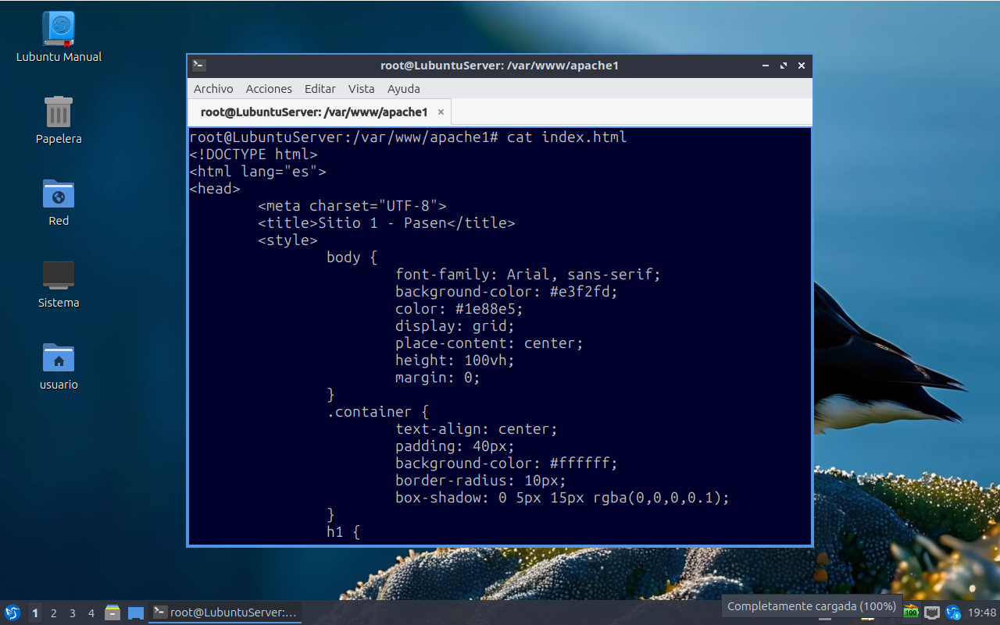 Lubuntu Manual
Papelera
Red
Sistema
usuario
root@LubuntuServer: /var/www/apache1
Archivo Acciones Editar Vista Ayuda
root@LubuntuServer: /var/www/apache1
root@LubuntuServer:/var/www/apache1# cat index.html
<!DOCTYPE html>
<html lang="es">
<head>
        <meta charset="UTF-8">
        <title>Sitio 1 - Pasen</title>
        <style>
                body {
                        font-family: Arial, sans-serif;
                        background-color: #e3f2fd;
                        color: #1e88e5;
                        display: grid;
                        place-content: center;
                        height: 100vh;
                        margin: 0;
                }
                .container {
                        text-align: center;
                        padding: 40px;
                        background-color: #ffffff;
                        border-radius: 10px;
                        box-shadow: 0 5px 15px rgba(0,0,0,0.1);
                }
                h1 {
1 2 3 4 root@LubuntuServer:...
Completamente cargada (100%)
100
19:48